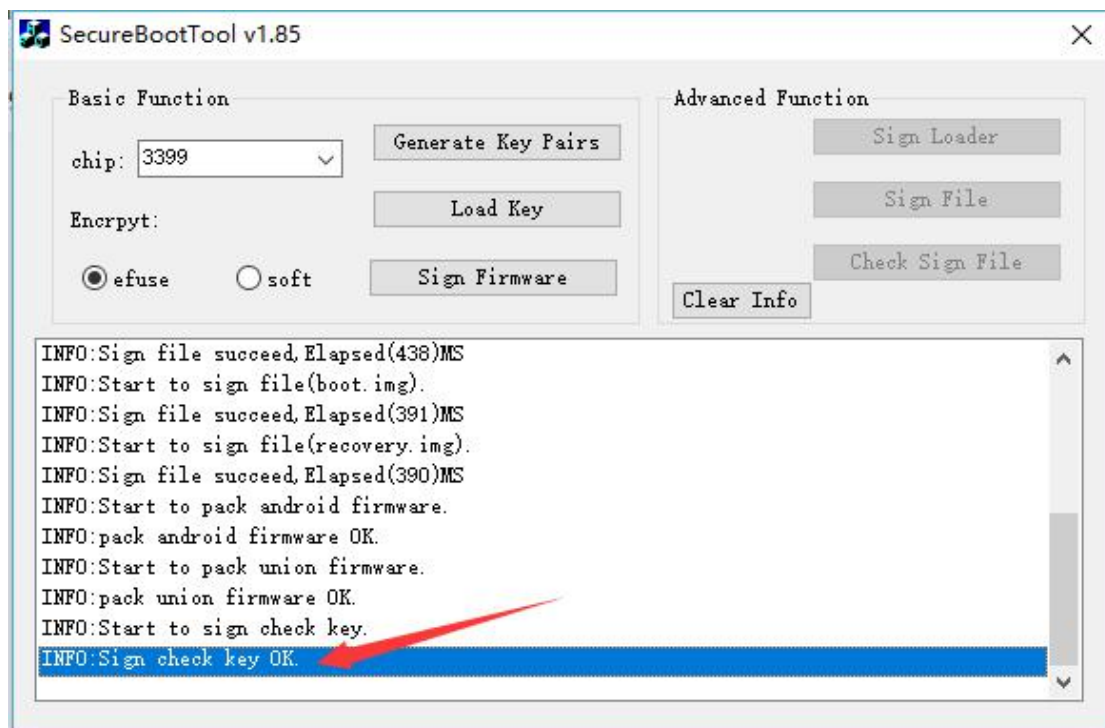 SecureBootTool v1.85
Basic Function
chip: 3399
Generate Key Pairs
Load Key
Encrpyt:
efuse
soft
Sign Firmware
Advanced Function
Sign Loader
Sign File
Check Sign File
Clear Info
INFO:Sign file succeed,Elapsed(438)MS
INFO:Start to sign file(boot.img).
INFO:Sign file succeed,Elapsed(391)MS
INFO:Start to sign file(recovery.img).
INFO:Sign file succeed,Elapsed(390)MS
INFO:Start to pack android firmware.
INFO:pack android firmware OK.
INFO:Start to pack union firmware.
INFO:pack union firmware OK.
INFO:Start to sign check key.
INFO:Sign check key OK.